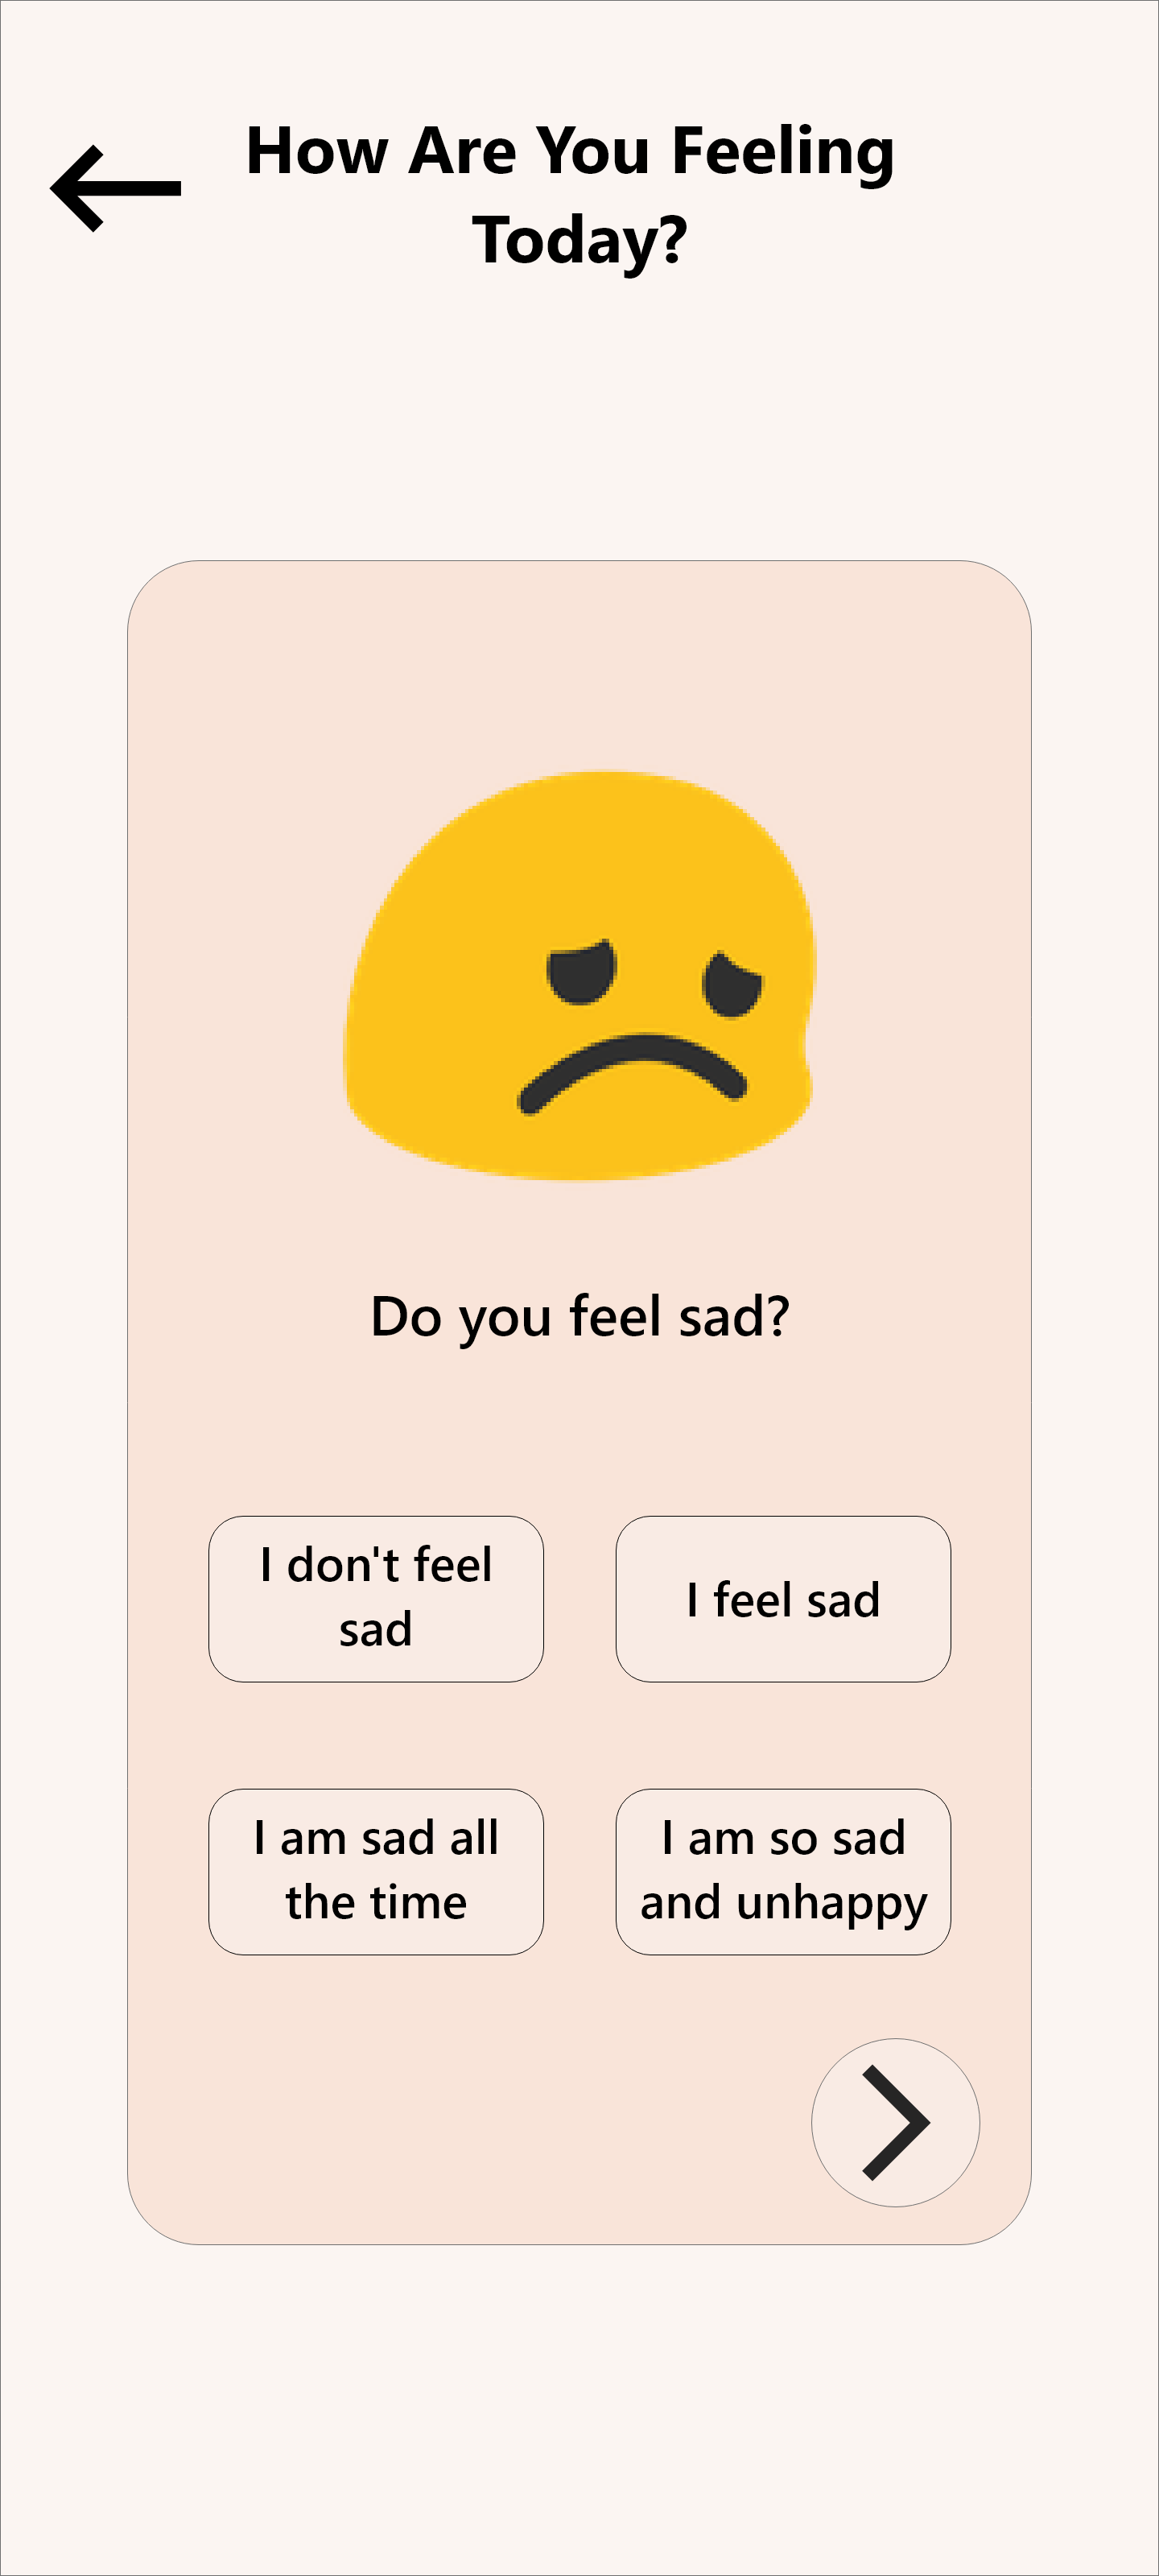 How Are You Feeling
Today?
Do you feel sad?
I don't feel
sad
I feel sad
I am sad all
the time
I am so sad
and unhappy